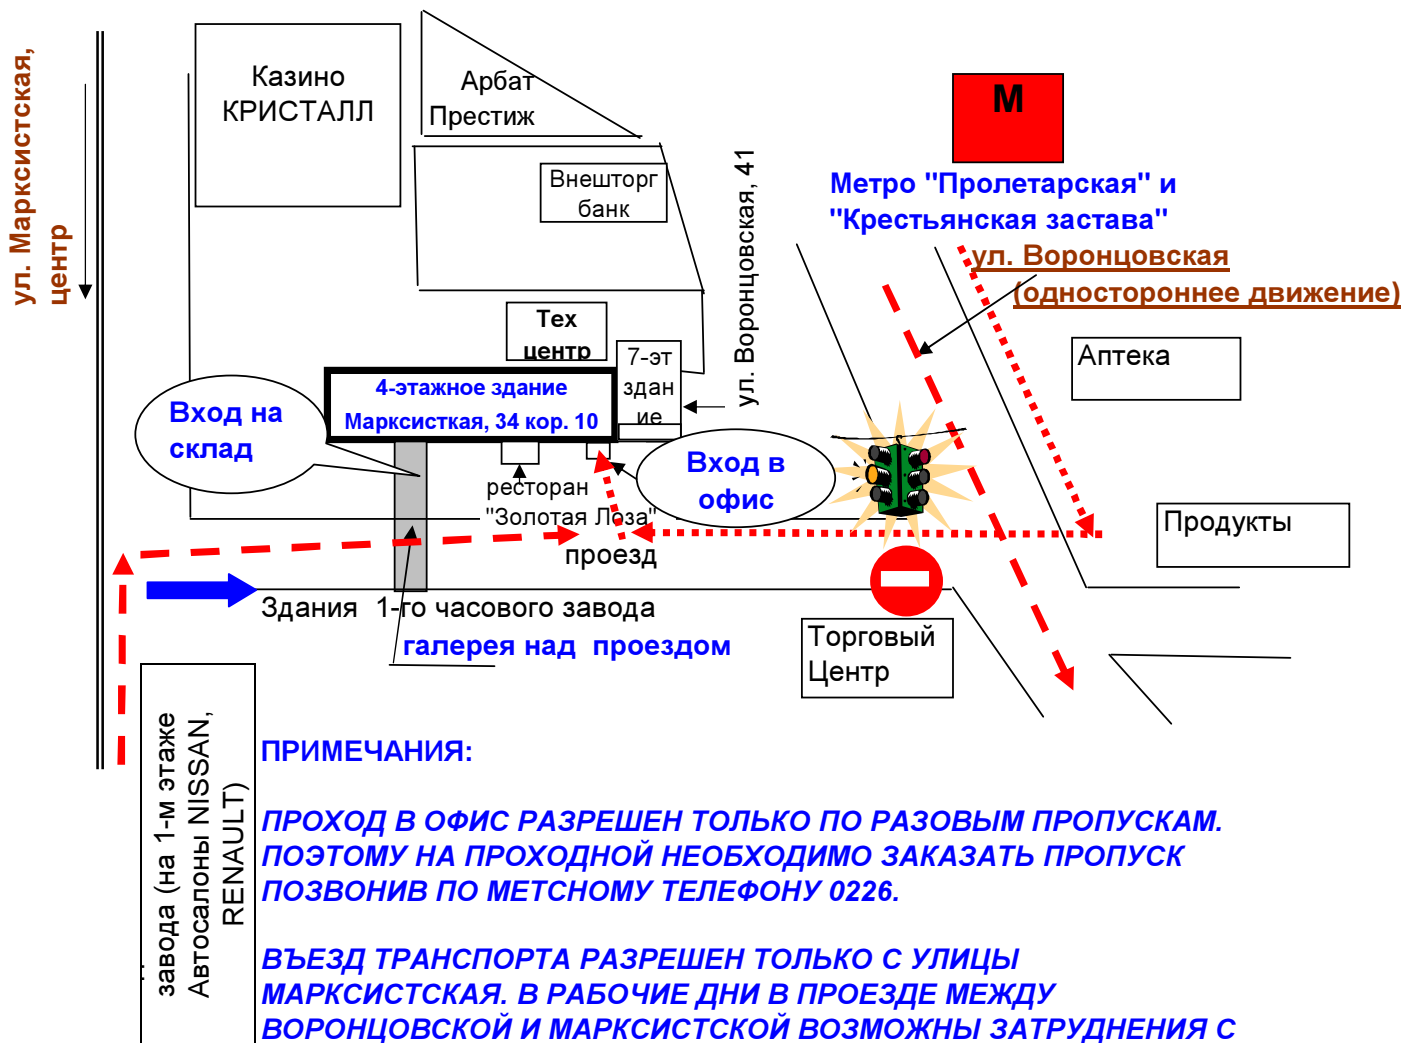 ул. Марксистская,
центр
Казино
КРИСТАЛЛ
Арбат
Престиж
Внешторг
банк
ул. Воронцовская, 41
М
Метро "Пролетарская" и
"Крестьянская застава"
ул. Воронцовская
(одностороннее движение)
Аптека
Тех
центр
7-эт
здан
ие
4-этажное здание
Марксисткая, 34 кор. 10
Вход на
склад
Вход в
офис
ресторан
"Золотая Лоза"
проезд
Продукты
Здания 1-го часового завода
галерея над проездом
Торговый
Центр
завода (на 1-м этаже
Автосалоны NISSAN,
RENAULT)
ПРИМЕЧАНИЯ:
ПРОХОД В ОФИС РАЗРЕШЕН ТОЛЬКО ПО РАЗОВЫМ ПРОПУСКАМ.
ПОЭТОМУ НА ПРОХОДНОЙ НЕОБХОДИМО ЗАКАЗАТЬ ПРОПУСК
ПОЗВОНИВ ПО МЕТСНОМУ ТЕЛЕФОНУ 0226.
ВЪЕЗД ТРАНСПОРТА РАЗРЕШЕН ТОЛЬКО С УЛИЦЫ
МАРКСИСТСКАЯ. В РАБОЧИЕ ДНИ В ПРОЕЗДЕ МЕЖДУ
ВОРОНЦОВСКОЙ И МАРКСИСТСКОЙ ВОЗМОЖНЫ ЗАТРУДНЕНИЯ С